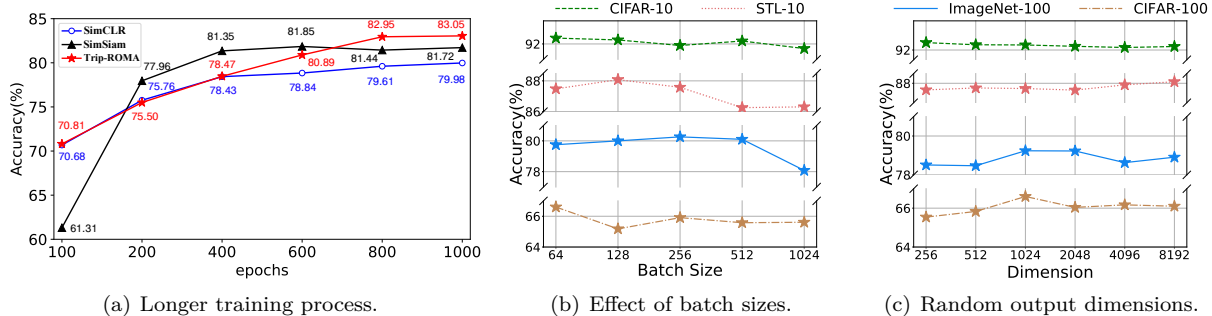 CIFAR-10 STL-10 ImageNet-100 CIFAR-100
SimCLR
SimSiam
Trip-ROMA
Accuracy(%)
85
80
75
70
65
60
70.81
70.68
61.31
77.96
75.76
75.50
81.35
78.47
78.43
81.85
80.89
78.84
82.95
81.44
79.61
83.05
81.72
79.98
100 200 400 600 800 1000
epochs
(a) Longer training process.
Accuracy(%)
92
88
86
80
78
66
64
64 128 256 512 1024
Batch Size
(b) Effect of batch sizes.
Accuracy(%)
92
88
80
78
66
64
256 512 1024 2048 4096 8192
Dimension
(c) Random output dimensions.